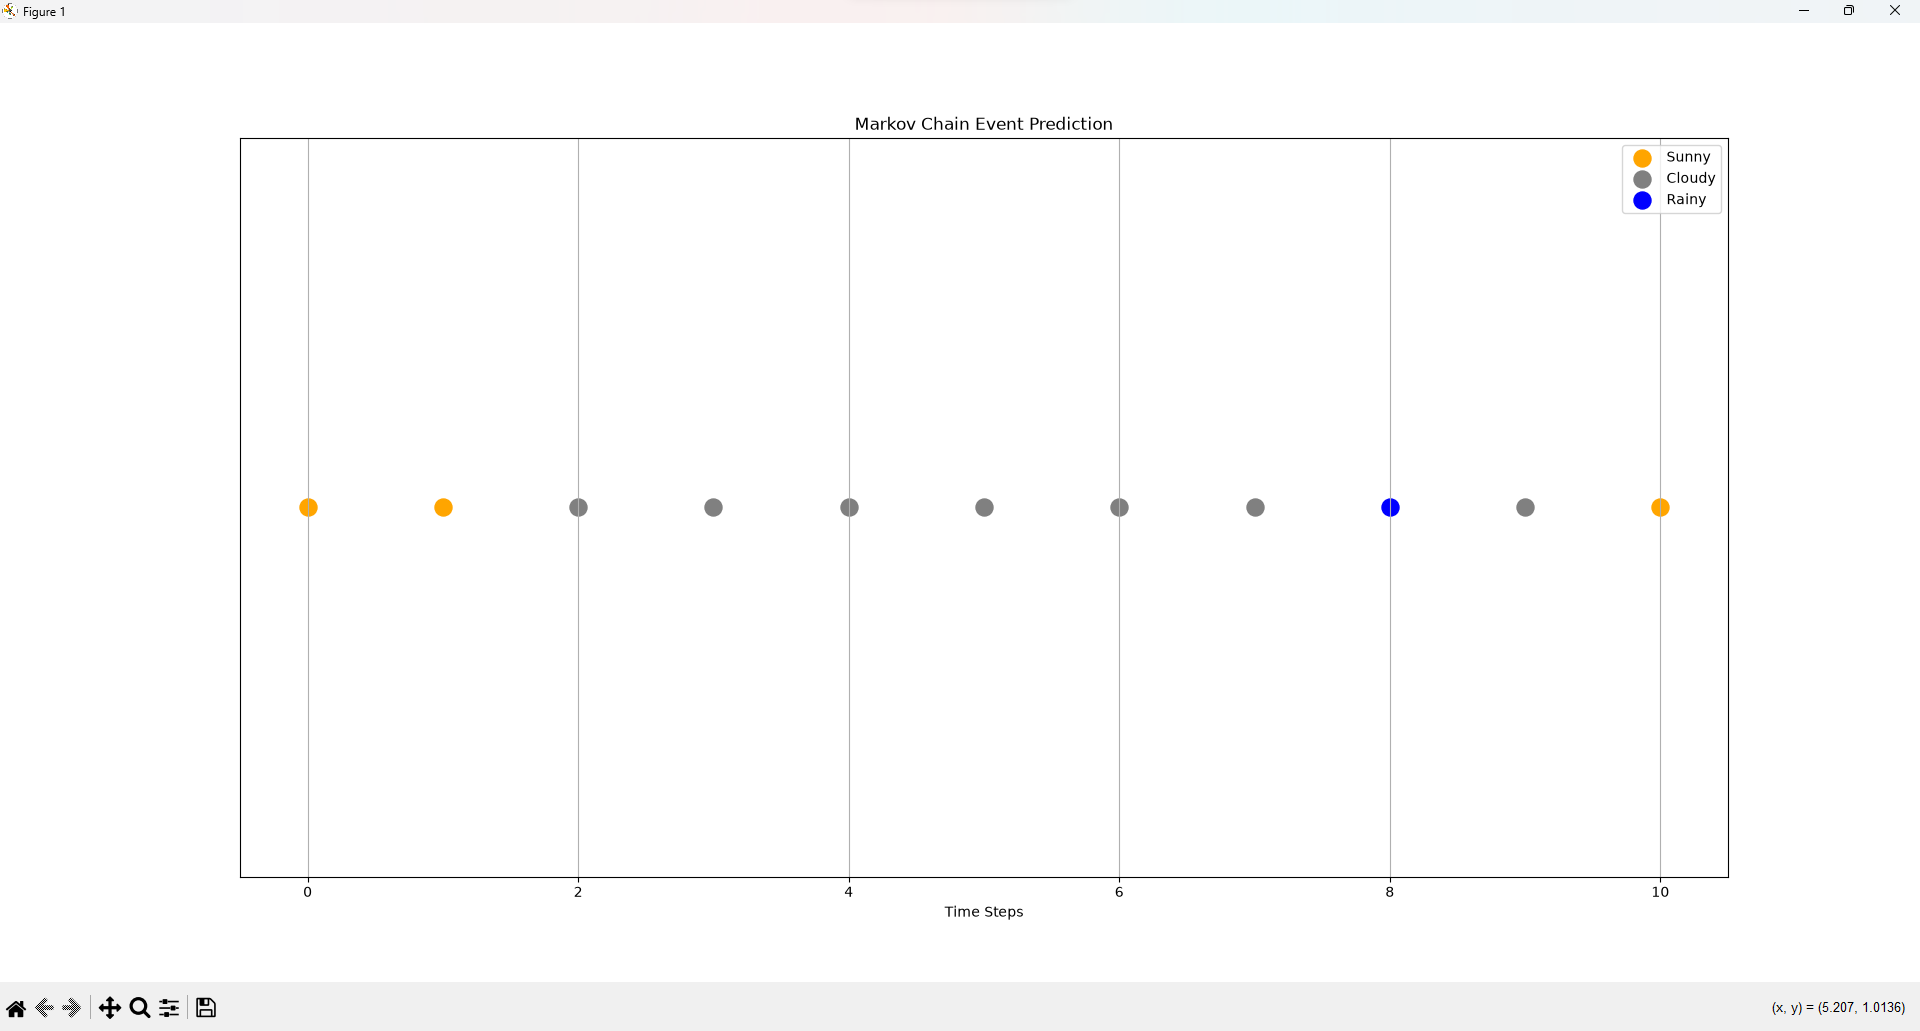 Figure 1
Markov Chain Event Prediction
Sunny
Cloudy
Rainy
0 2 4 6 8 10
Time Steps
(x, y) = (5.207, 1.0136)